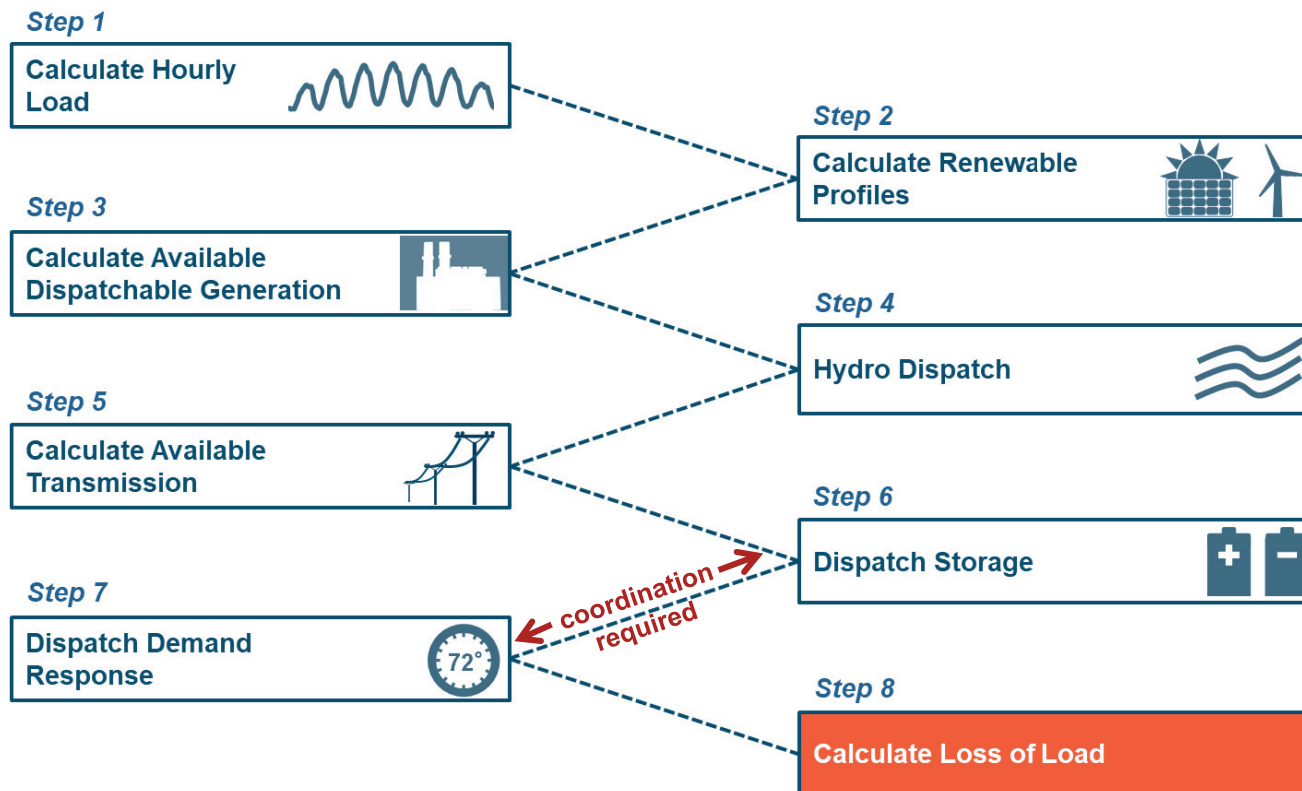 Step 1
Calculate Hourly
Load
Step 2
Calculate Renewable
Profiles
Step 3
Calculate Available
Dispatchable Generation
Step 4
Hydro Dispatch
Step 5
Calculate Available
Transmission
Step 6
Dispatch Storage
+ −
coordination
required
Step 7
Dispatch Demand
Response
72°
Step 8
Calculate Loss of Load